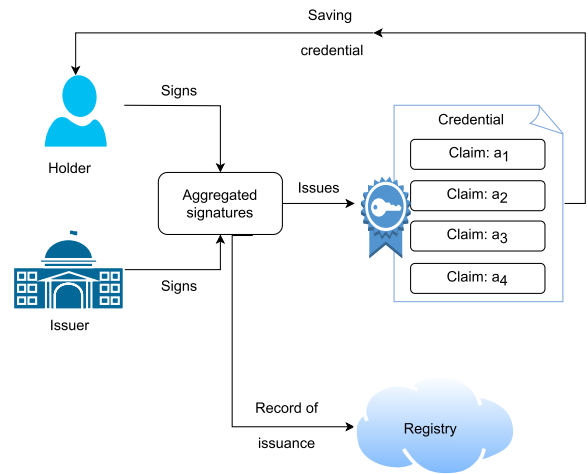 Saving
credential
Signs
Holder
Aggregated
signatures
Issues
Credential
Claim: a1
Claim: a2
Claim: a3
Claim: a4
Signs
Issuer
Record of
issuance
Registry